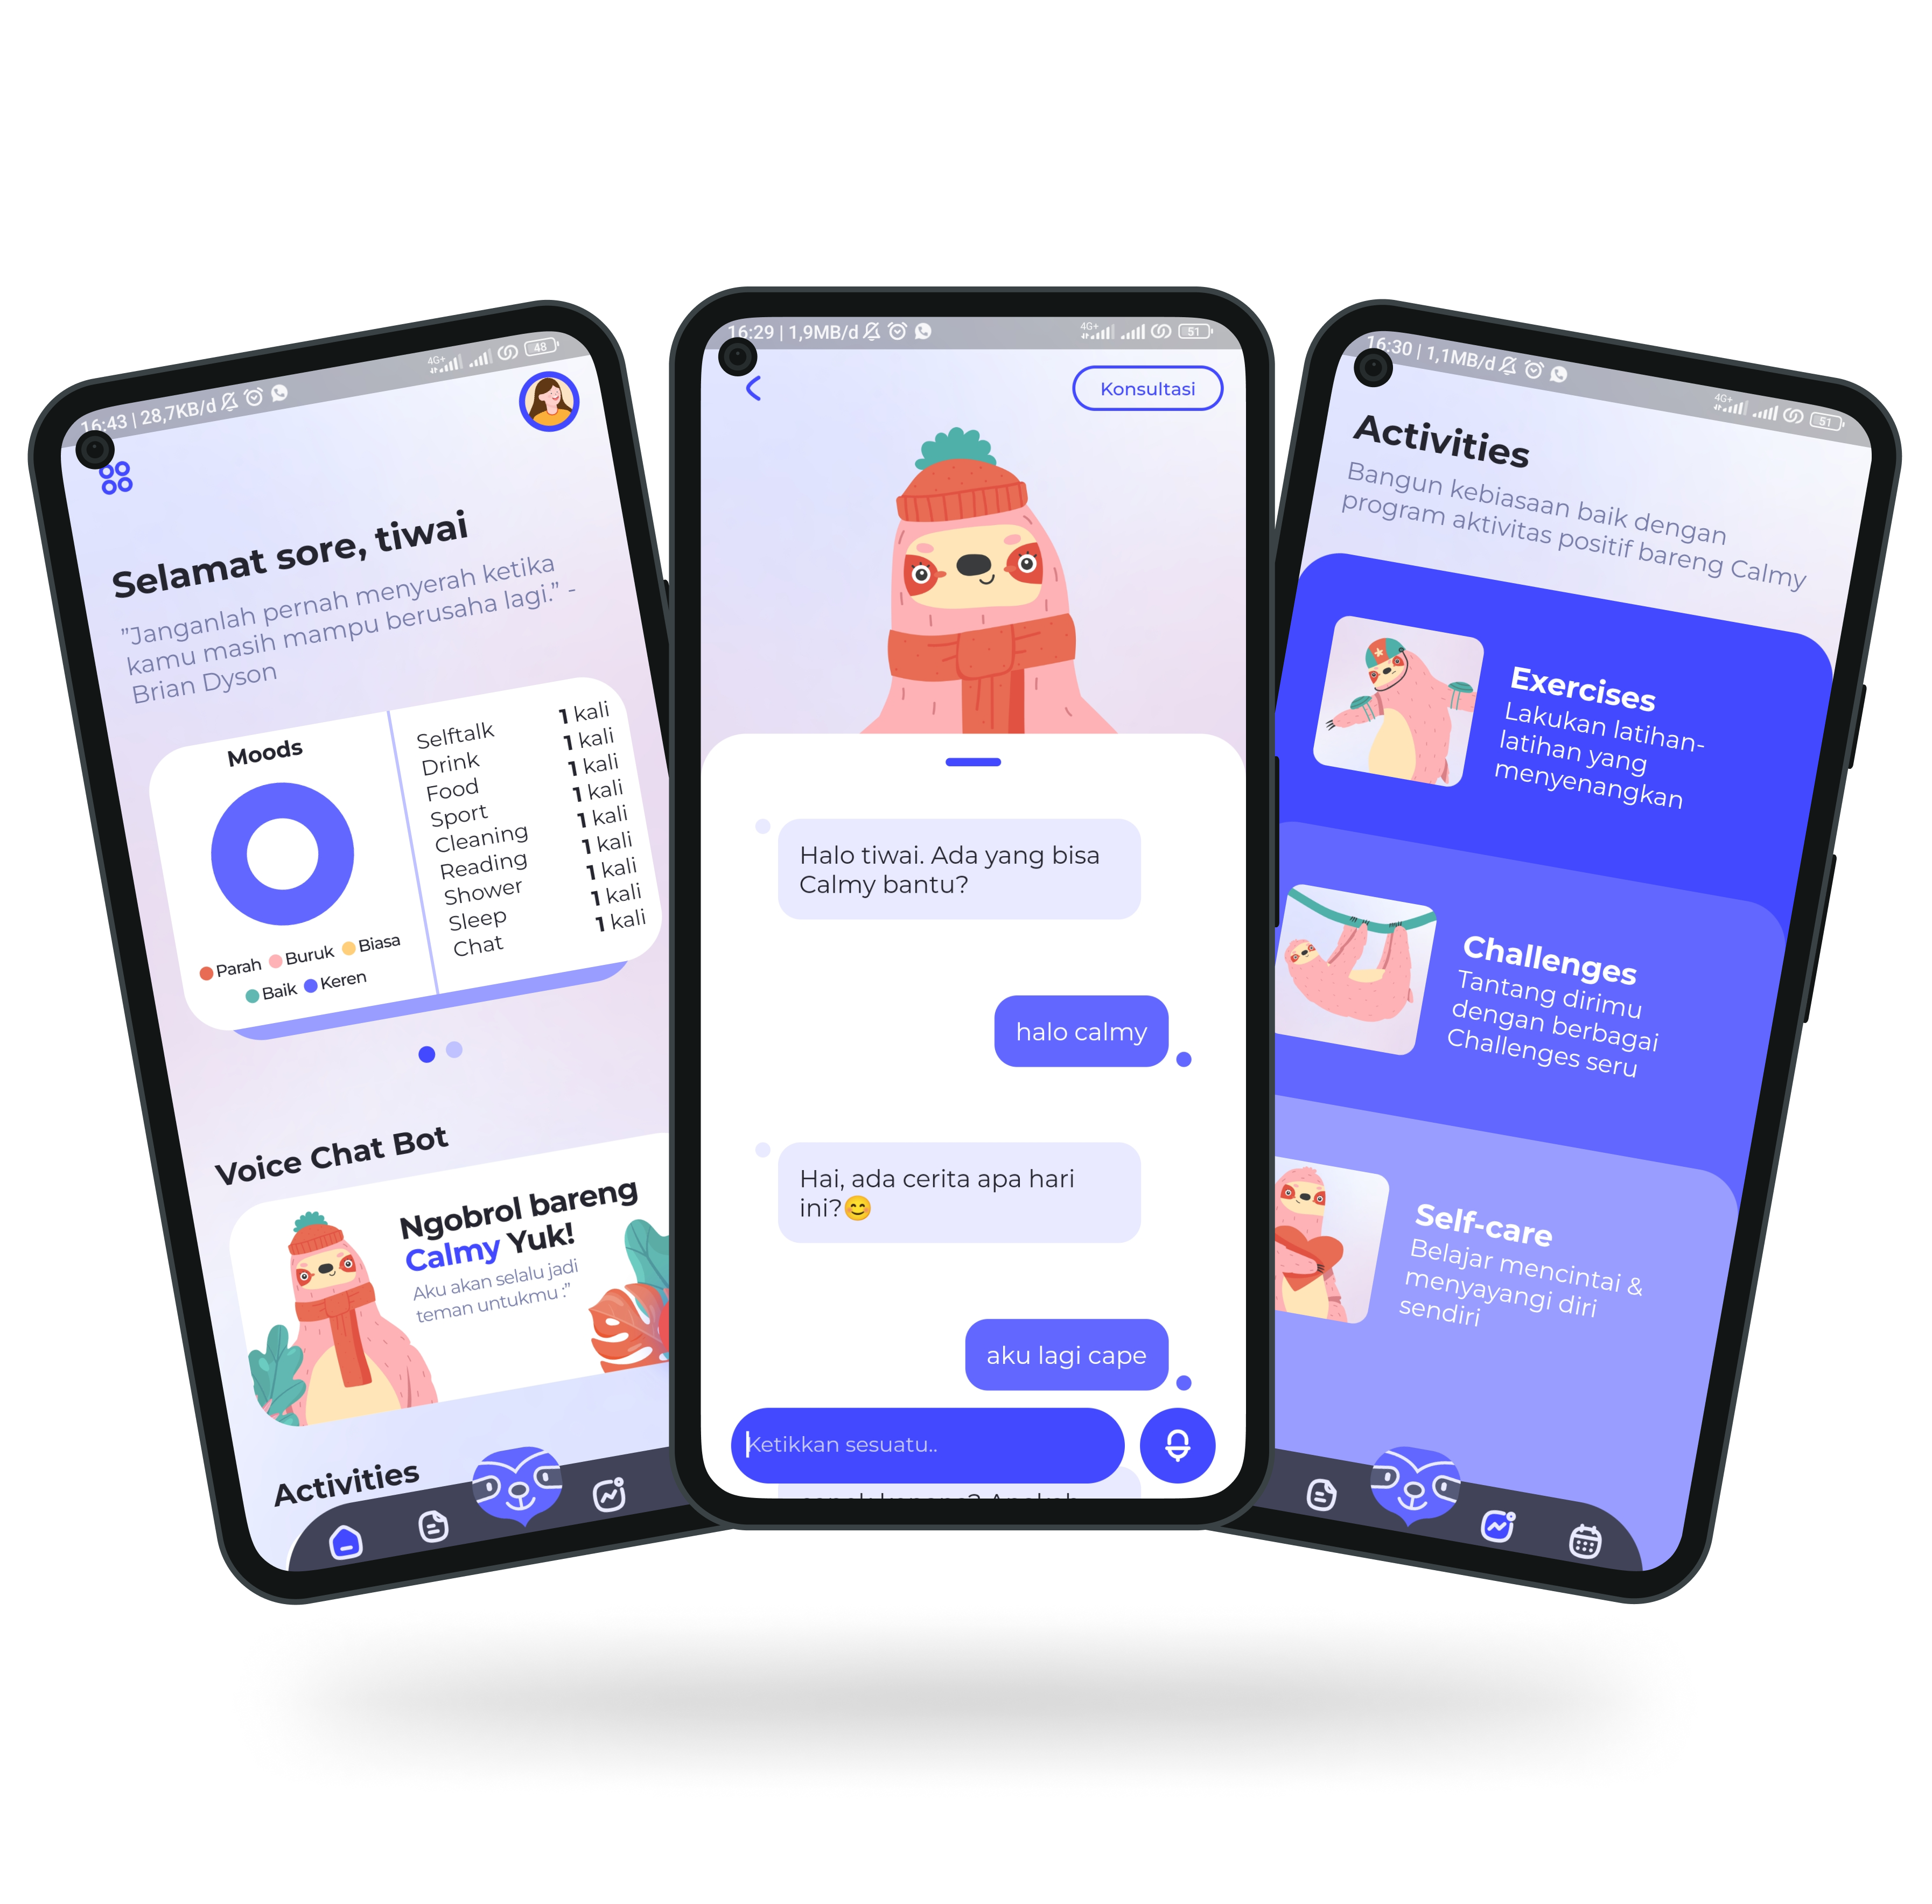 16:43 | 28,7KB/d
4G+
48
Selamat sore, tiwai
"Janganlah pernah menyerah ketika
kamu masih mampu berusaha lagi." -
Brian Dyson
Moods
Parah Buruk Biasa
Baik Keren
Selftalk 1 kali
Drink 1 kali
Food 1 kali
Sport 1 kali
Cleaning 1 kali
Reading 1 kali
Shower 1 kali
Sleep 1 kali
Chat 1 kali
Voice Chat Bot
Ngobrol bareng
Calmy Yuk!
Aku akan selalu jadi
teman untukmu :"
Activities
16:29 | 1,9MB/d
4G+
51
Konsultasi
Halo tiwai. Ada yang bisa
Calmy bantu?
halo calmy
Hai, ada cerita apa hari
ini?😊
aku lagi cape
Ketikkan sesuatu..
16:30 | 1,1MB/d
4G+
51
Activities
Bangun kebiasaan baik dengan
program aktivitas positif bareng Calmy
Exercises
Lakukan latihan-
latihan yang
menyenangkan
Challenges
Tantang dirimu
dengan berbagai
Challenges seru
Self-care
Belajar mencintai &
menyayangi diri
sendiri